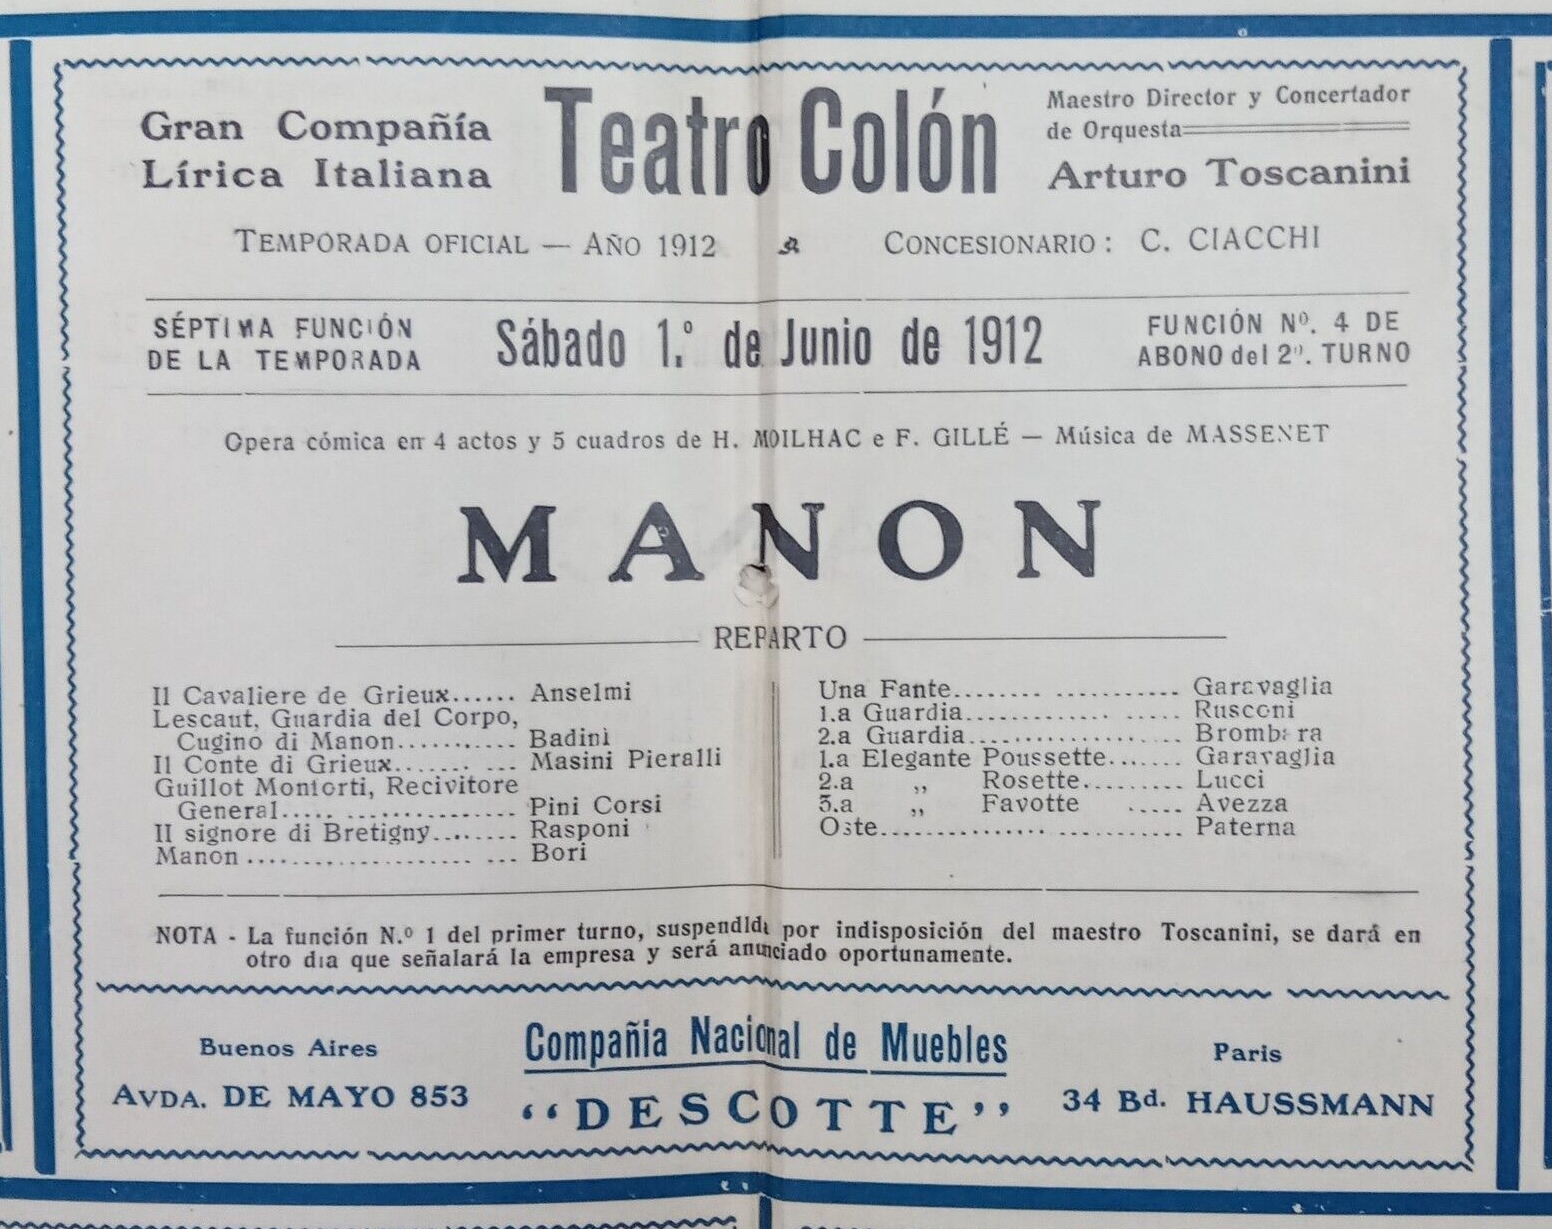 Gran Compañía
Lírica Italiana
Teatro Colón
Maestro Director y Concertador
de Orquesta
Arturo Toscanini
TEMPORADA OFICIAL — AÑO 1912
CONCESIONARIO: C. CIACCHI
SÉPTIMA FUNCIÓN
DE LA TEMPORADA
Sábado 1.º de Junio de 1912
FUNCIÓN Nº. 4 DE
ABONO del 2º. TURNO
Opera cómica en 4 actos y 5 cuadros de H. MOILHAC e F. GILLÉ — Música de MASSENET
MANON
REPARTO
Il Cavaliere de Grieux...... Anselmi
Lescaut, Guardia del Corpo,
Cugino di Manon........... Badini
Il Conte di Grieux....... ... Masini Pieralli
Guillot Montorti, Recivitore
General..... ................ Pini Corsi
Il signore di Bretigny........ Rasponi
Manon ...................... ... Bori
Una Fante........ ............ Garavaglia
1.a Guardia.............. ..... Rusconi
2.a Guardia.................... Brombara
1.a Elegante Poussette....... Garavaglia
2.a „ Rosette......... Lucci
3.a „ Favotte ..... Avezza
Oste................ ............ Paterna
NOTA - La función N.º 1 del primer turno, suspendida por indisposición del maestro Toscanini, se dará en
otro dia que señalará la empresa y será anunciado oportunamente.
Buenos Aires
AVDA. DE MAYO 853
Compañia Nacional de Muebles
“DESCOTTE”
Paris
34 Bd. HAUSSMANN